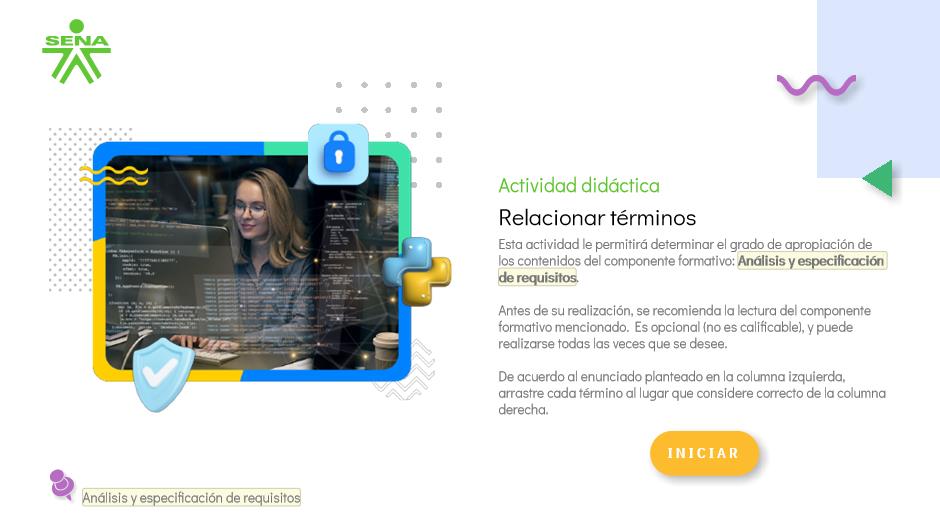 SENA
Actividad didáctica
Relacionar términos
Esta actividad le permitirá determinar el grado de apropiación de
los contenidos del componente formativo: Análisis y especificación
de requisitos.
Antes de su realización, se recomienda la lectura del componente
formativo mencionado. Es opcional (no es calificable), y puede
realizarse todas las veces que se desee.
De acuerdo al enunciado planteado en la columna izquierda,
arrastre cada término al lugar que considere correcto de la columna
derecha.
INICIAR
Análisis y especificación de requisitos